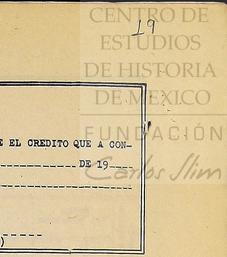 19
CENTRO DE
ESTUDIOS
DE HISTORIA
DE MEXICO
FUNDACIÓN
Carlos Slim
E EL CREDITO QUE A CON-
DE 19
)